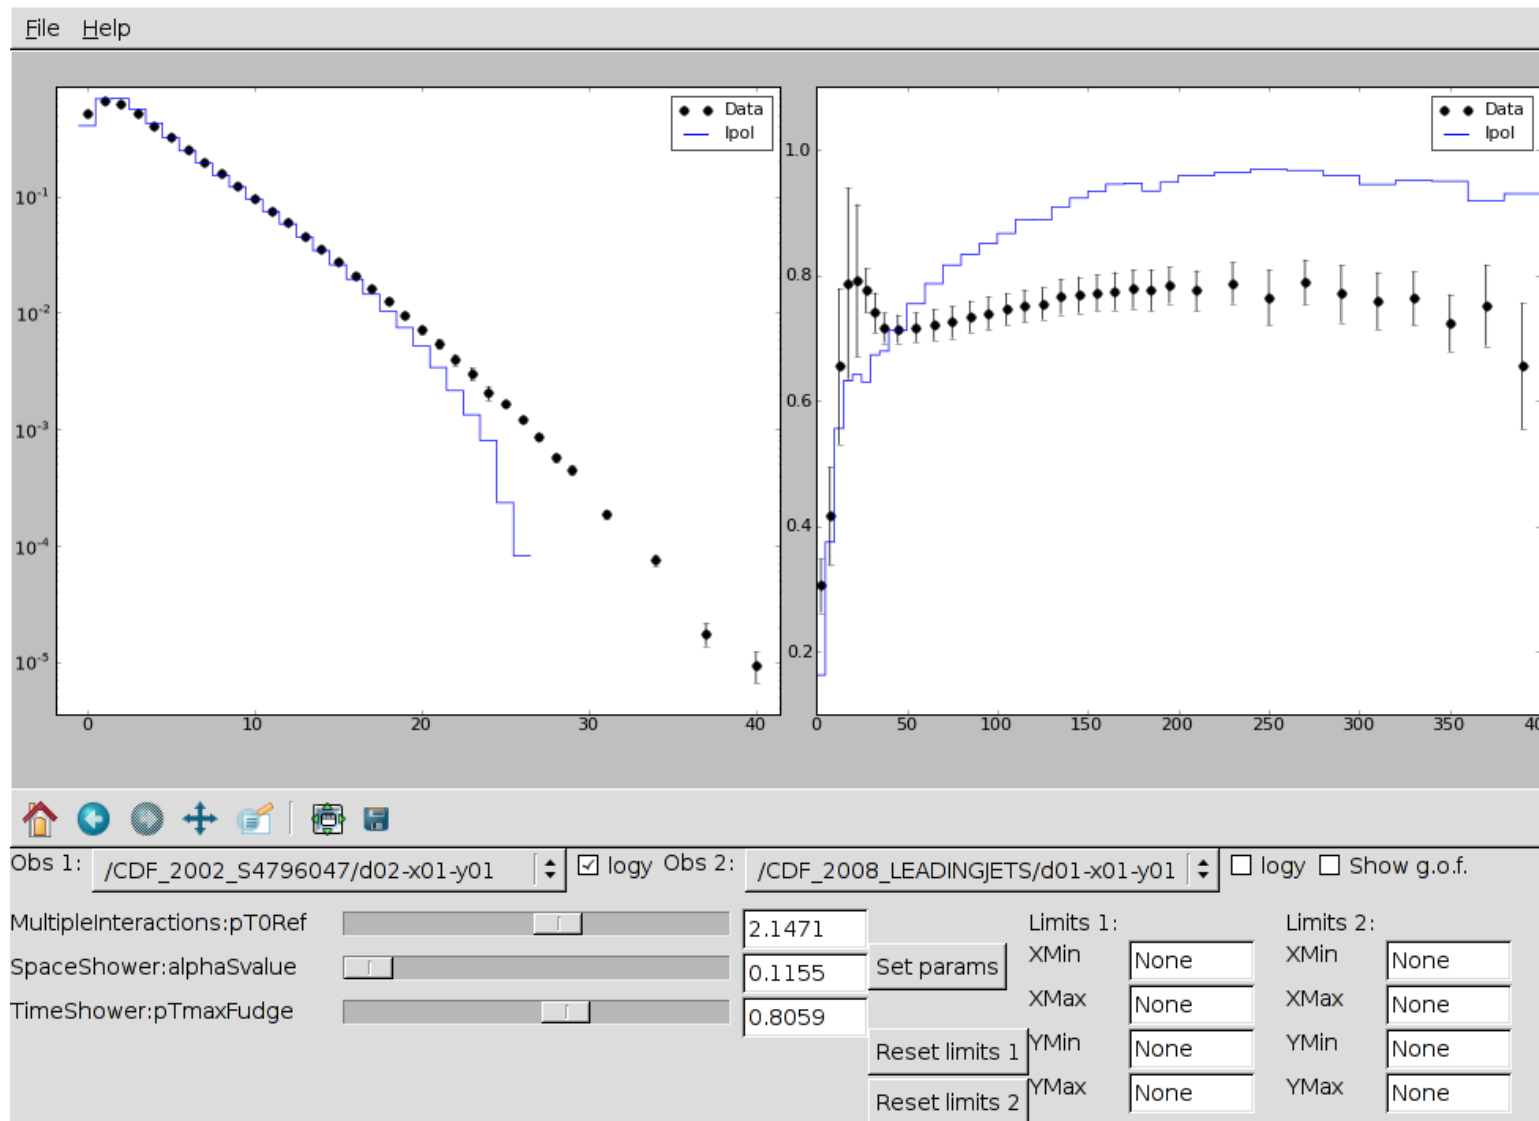 File Help
Data
Ipol
10^-1
10^-2
10^-3
10^-4
10^-5
0 10 20 30 40
Data
Ipol
1.0
0.8
0.6
0.4
0.2
0 50 100 150 200 250 300 350 40
Obs 1: /CDF_2002_S4796047/d02-x01-y01 logy Obs 2: /CDF_2008_LEADINGJETS/d01-x01-y01 logy Show g.o.f.
MultipleInteractions:pT0Ref 2.1471
SpaceShower:alphaSvalue 0.1155
TimeShower:pTmaxFudge 0.8059
Set params
Reset limits 1
Reset limits 2
Limits 1:
XMin None
XMax None
YMin None
YMax None
Limits 2:
XMin None
XMax None
YMin None
YMax None